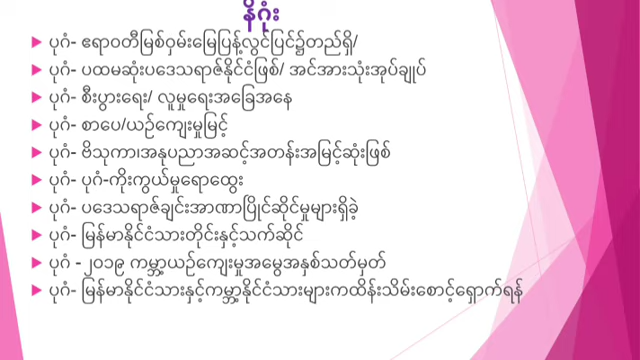 နိဂုံး
ပုဂံ- ဧရာဝတီမြစ်ဝှမ်းမြေပြန့်လွင်ပြင်၌တည်ရှိ/
ပုဂံ- ပထမဆုံးပဒေသရာဇ်နိုင်ငံဖြစ်/ အင်အားသုံးအုပ်ချုပ်
ပုဂံ- စီးပွားရေး/ လူမှုရေးအခြေအနေ
ပုဂံ- စာပေ/ယဉ်ကျေးမှုမြင့်
ပုဂံ- ဗိသုကာ၊အနုပညာအဆင့်အတန်းအမြင့်ဆုံးဖြစ်
ပုဂံ- ပုဂံ-ကိုးကွယ်မှုရောထွေး
ပုဂံ- ပဒေသရာဇ်ချင်းအာဏာပြိုင်ဆိုင်မှုများရှိခဲ့
ပုဂံ- မြန်မာနိုင်ငံသားတိုင်းနှင့်သက်ဆိုင်
ပုဂံ -၂၀၁၉ ကမ္ဘာ့ယဉ်ကျေးမှုအမွေအနှစ်သတ်မှတ်
ပုဂံ- မြန်မာနိုင်ငံသားနှင့်ကမ္ဘာ့နိုင်ငံသားများကထိန်းသိမ်းစောင့်ရှောက်ရန်